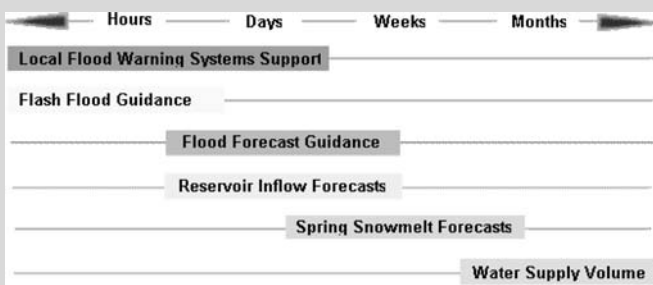 Hours Days Weeks Months
Local Flood Warning Systems Support
Flash Flood Guidance
Flood Forecast Guidance
Reservoir Inflow Forecasts
Spring Snowmelt Forecasts
Water Supply Volume